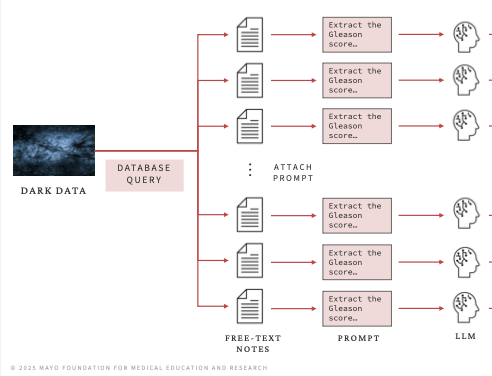 Extract the
Gleason
score…
Extract the
Gleason
score…
Extract the
Gleason
score…
DATABASE
QUERY
ATTACH
PROMPT
DARK DATA
Extract the
Gleason
score…
Extract the
Gleason
score…
Extract the
Gleason
score…
FREE-TEXT
NOTES
PROMPT
LLM
© 2025 MAYO FOUNDATION FOR MEDICAL EDUCATION AND RESEARCH